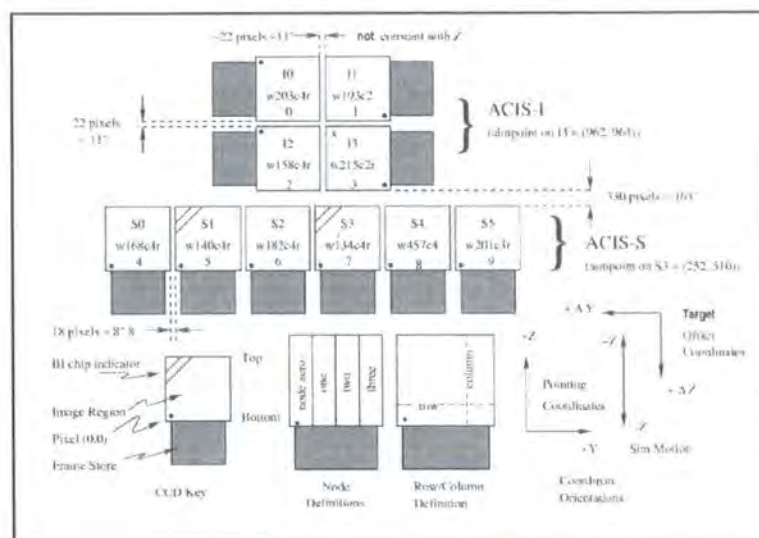 ~22 pixels ~11" not constant with Z
I0
w203c4r
0
I1
w193c2
1
22 pixels
~ 11"
I2
w158c4r
2
I3
w215c2r
3
ACIS-I
(aimpoint on I3 = (962, 964))
330 pixels = 163"
S0
w168c4r
4
S1
w140c4r
5
S2
w182c4r
6
S3
w134c4r
7
S4
w457c4
8
S5
w201c3r
9
ACIS-S
(aimpoint on S3 = (252, 510))
18 pixels = 8".8
BI chip indicator
Image Region
Pixel (0,0)
Frame Store
Top
Bottom
CCD Key
node zero
one
two
three
Node
Definitions
row
column
Row/Column
Definition
Pointing
Coordinates
+Y
+ΔY
Target
Offset
Coordinates
+ ΔZ
-Z
Sim Motion
Coordinate
Orientations